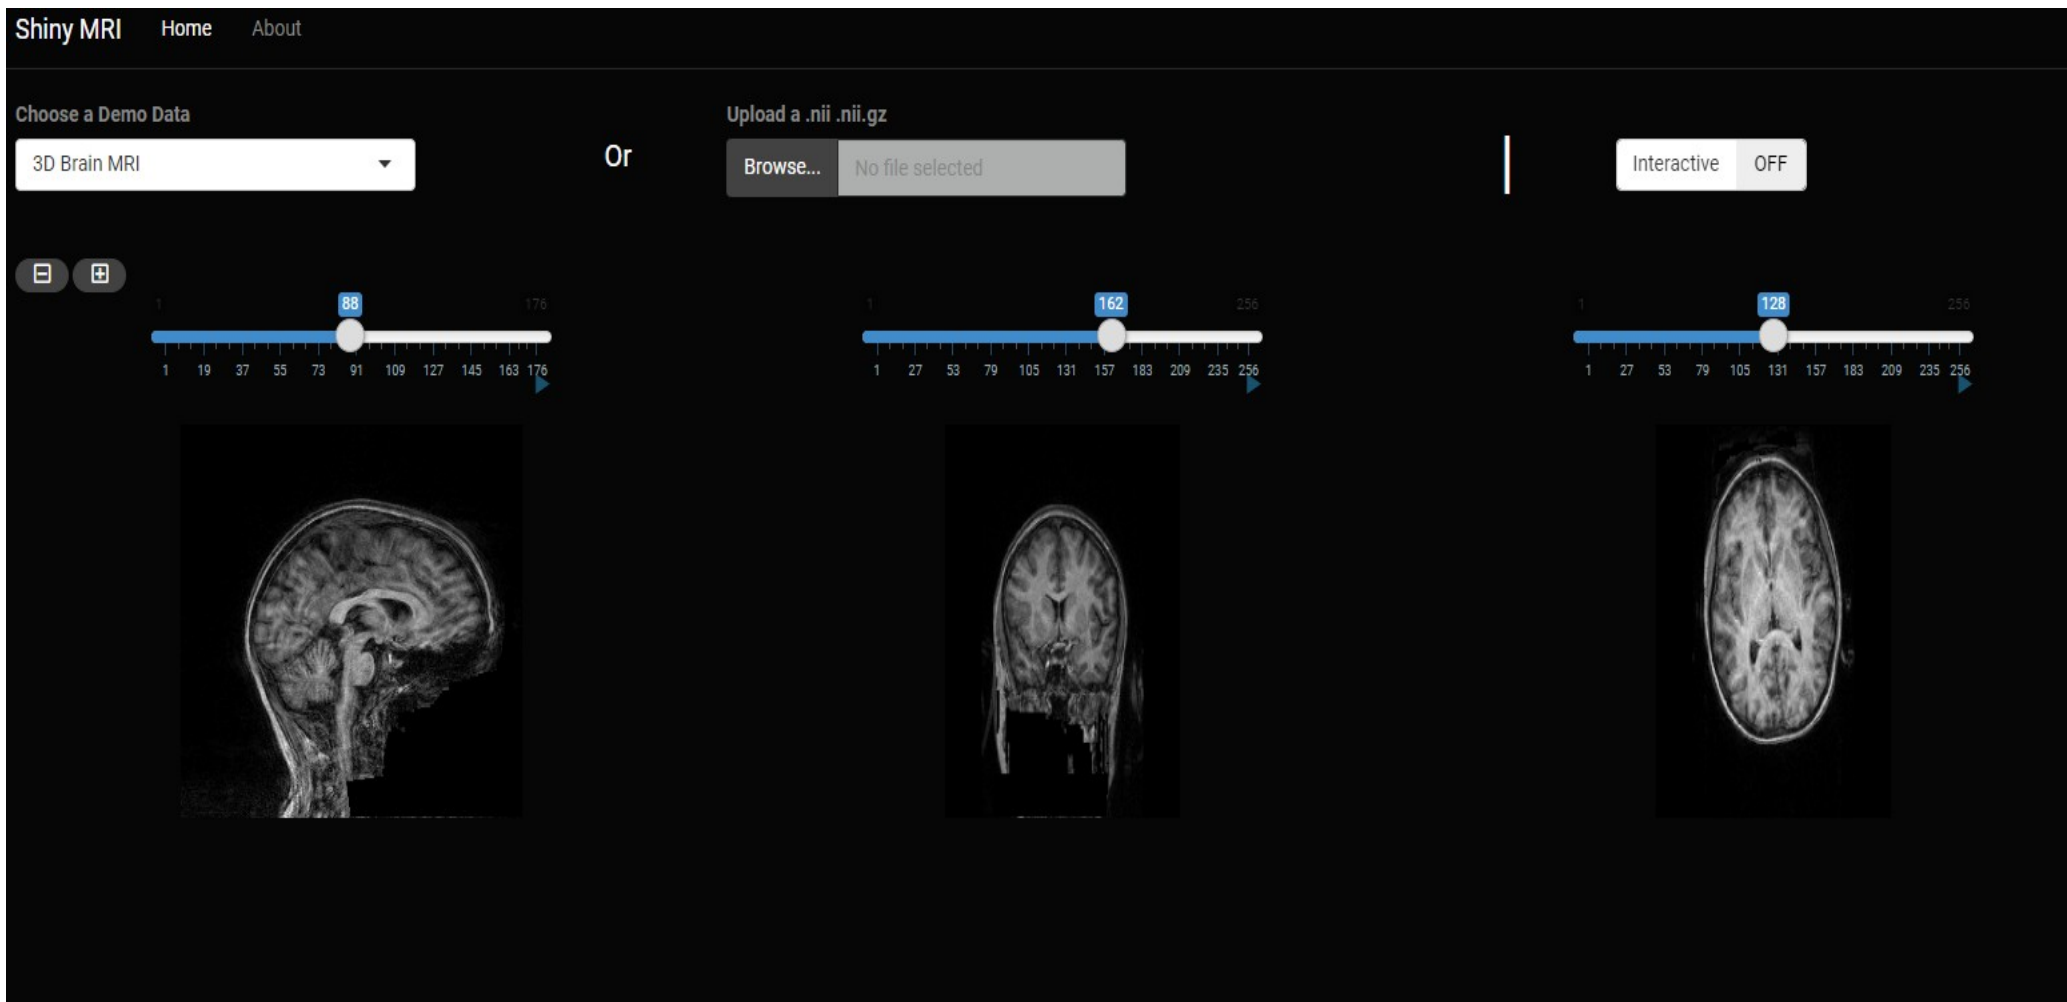 Shiny MRI Home About
Choose a Demo Data
Upload a .nii .nii.gz
3D Brain MRI
Or
Browse... No file selected
Interactive OFF
1 88 176
1 162 256
1 128 256
1 19 37 55 73 91 109 127 145 163 176
1 27 53 79 105 131 157 183 209 235 256
1 27 53 79 105 131 157 183 209 235 256